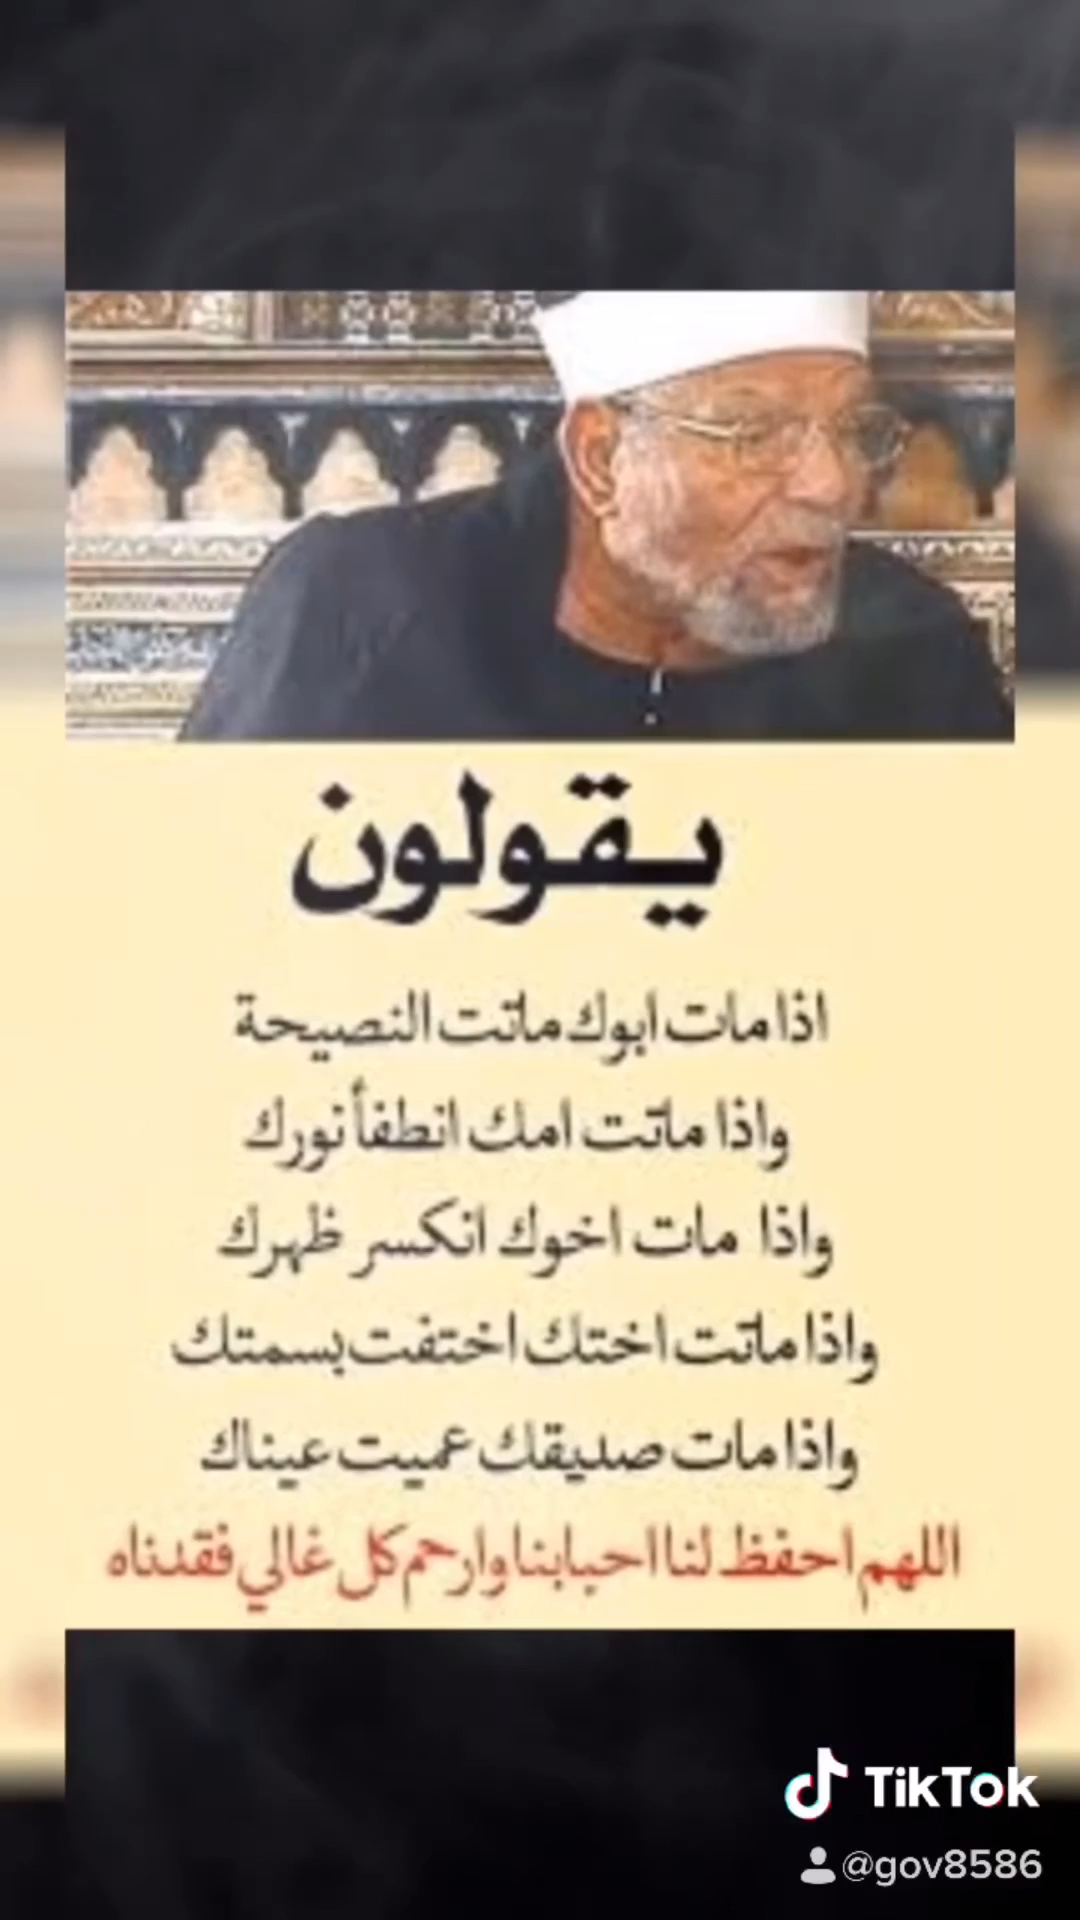 يقولون
اذا مات ابوك ماتت النصيحة
واذا ماتت امك انطفأ نورك
واذا مات اخوك انكسر ظهرك
واذا ماتت اختك اختفت بسمتك
واذا مات صديقك عميت عيناك
اللهم احفظ لنا احبابنا وارحم كل غالي فقدناه
TikTok
@gov8586